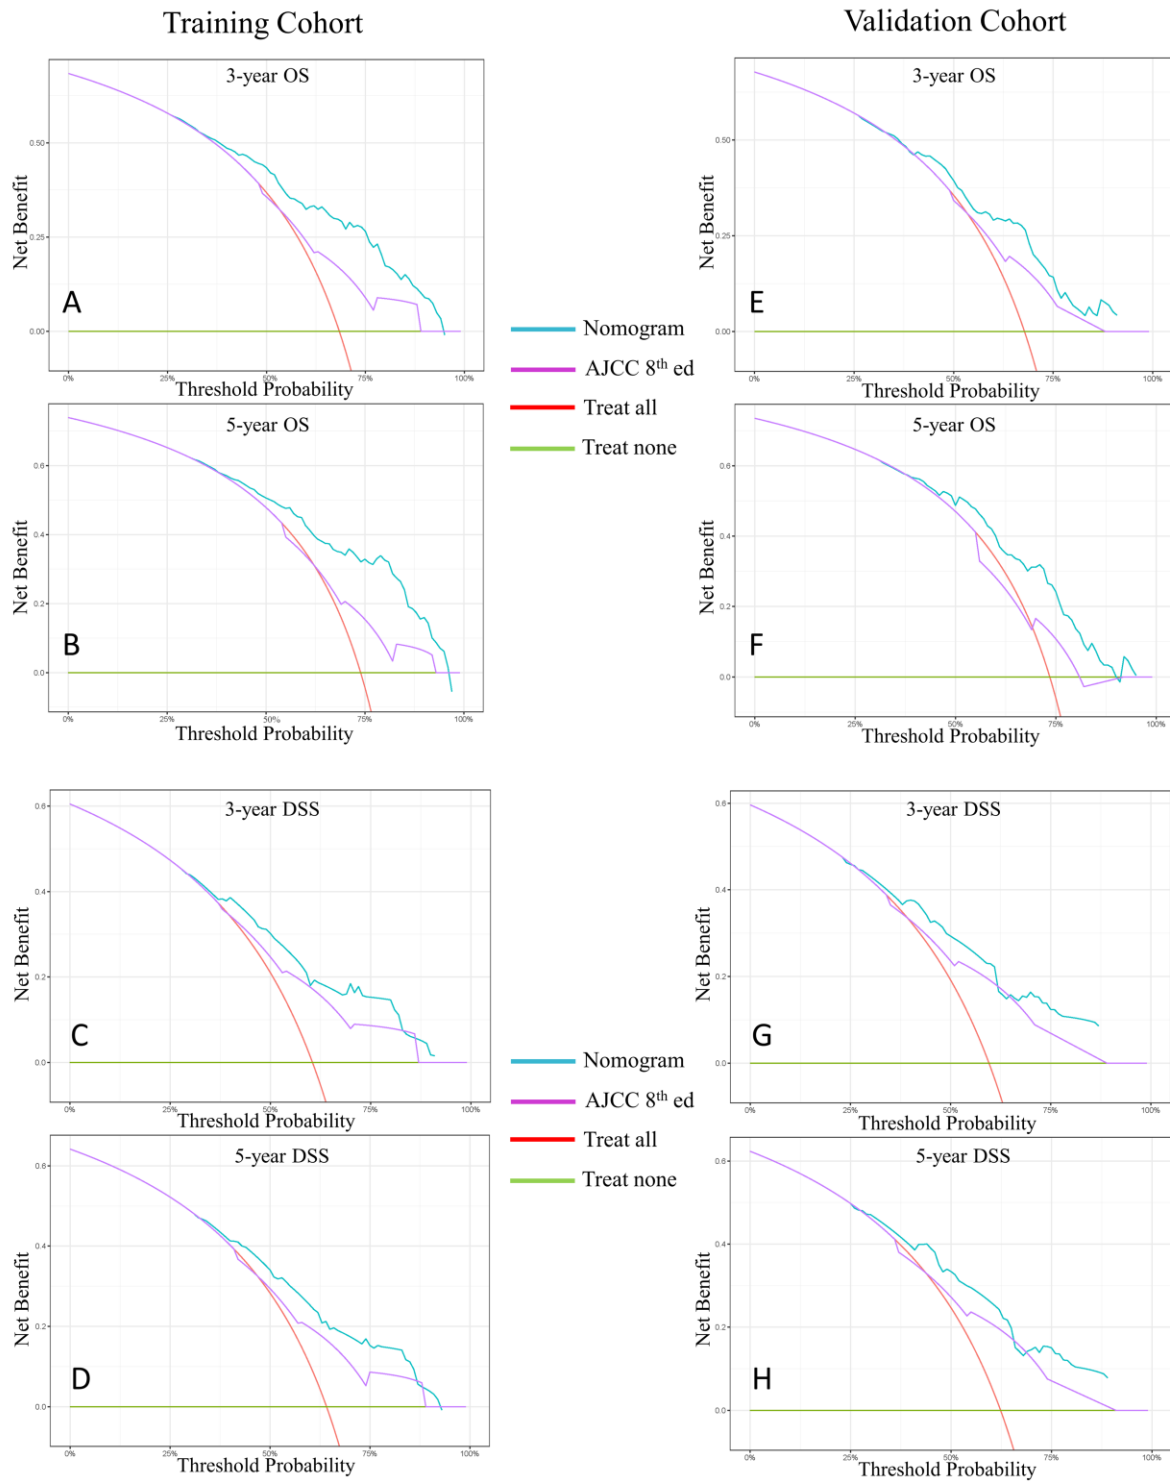 Training Cohort
Validation Cohort
3-year OS
0.50
0.25
0.00
Net Benefit
A
0% 25% 50% 75% 100%
Threshold Probability
3-year OS
0.50
0.25
0.00
Net Benefit
E
0% 25% 50% 75% 100%
Threshold Probability
Nomogram
AJCC 8th ed
Treat all
Treat none
5-year OS
0.6
0.4
0.2
0.0
Net Benefit
B
0% 25% 50% 75% 100%
Threshold Probability
5-year OS
0.6
0.4
0.2
0.0
Net Benefit
F
0% 25% 50% 75% 100%
Threshold Probability
3-year DSS
0.6
0.4
0.2
0.0
Net Benefit
C
0% 25% 50% 75% 100%
Threshold Probability
3-year DSS
0.6
0.4
0.2
0.0
Net Benefit
G
0% 25% 50% 75% 100%
Threshold Probability
Nomogram
AJCC 8th ed
Treat all
Treat none
5-year DSS
0.6
0.4
0.2
0.0
Net Benefit
D
0% 25% 50% 75% 100%
Threshold Probability
5-year DSS
0.6
0.4
0.2
0.0
Net Benefit
H
0% 25% 50% 75% 100%
Threshold Probability